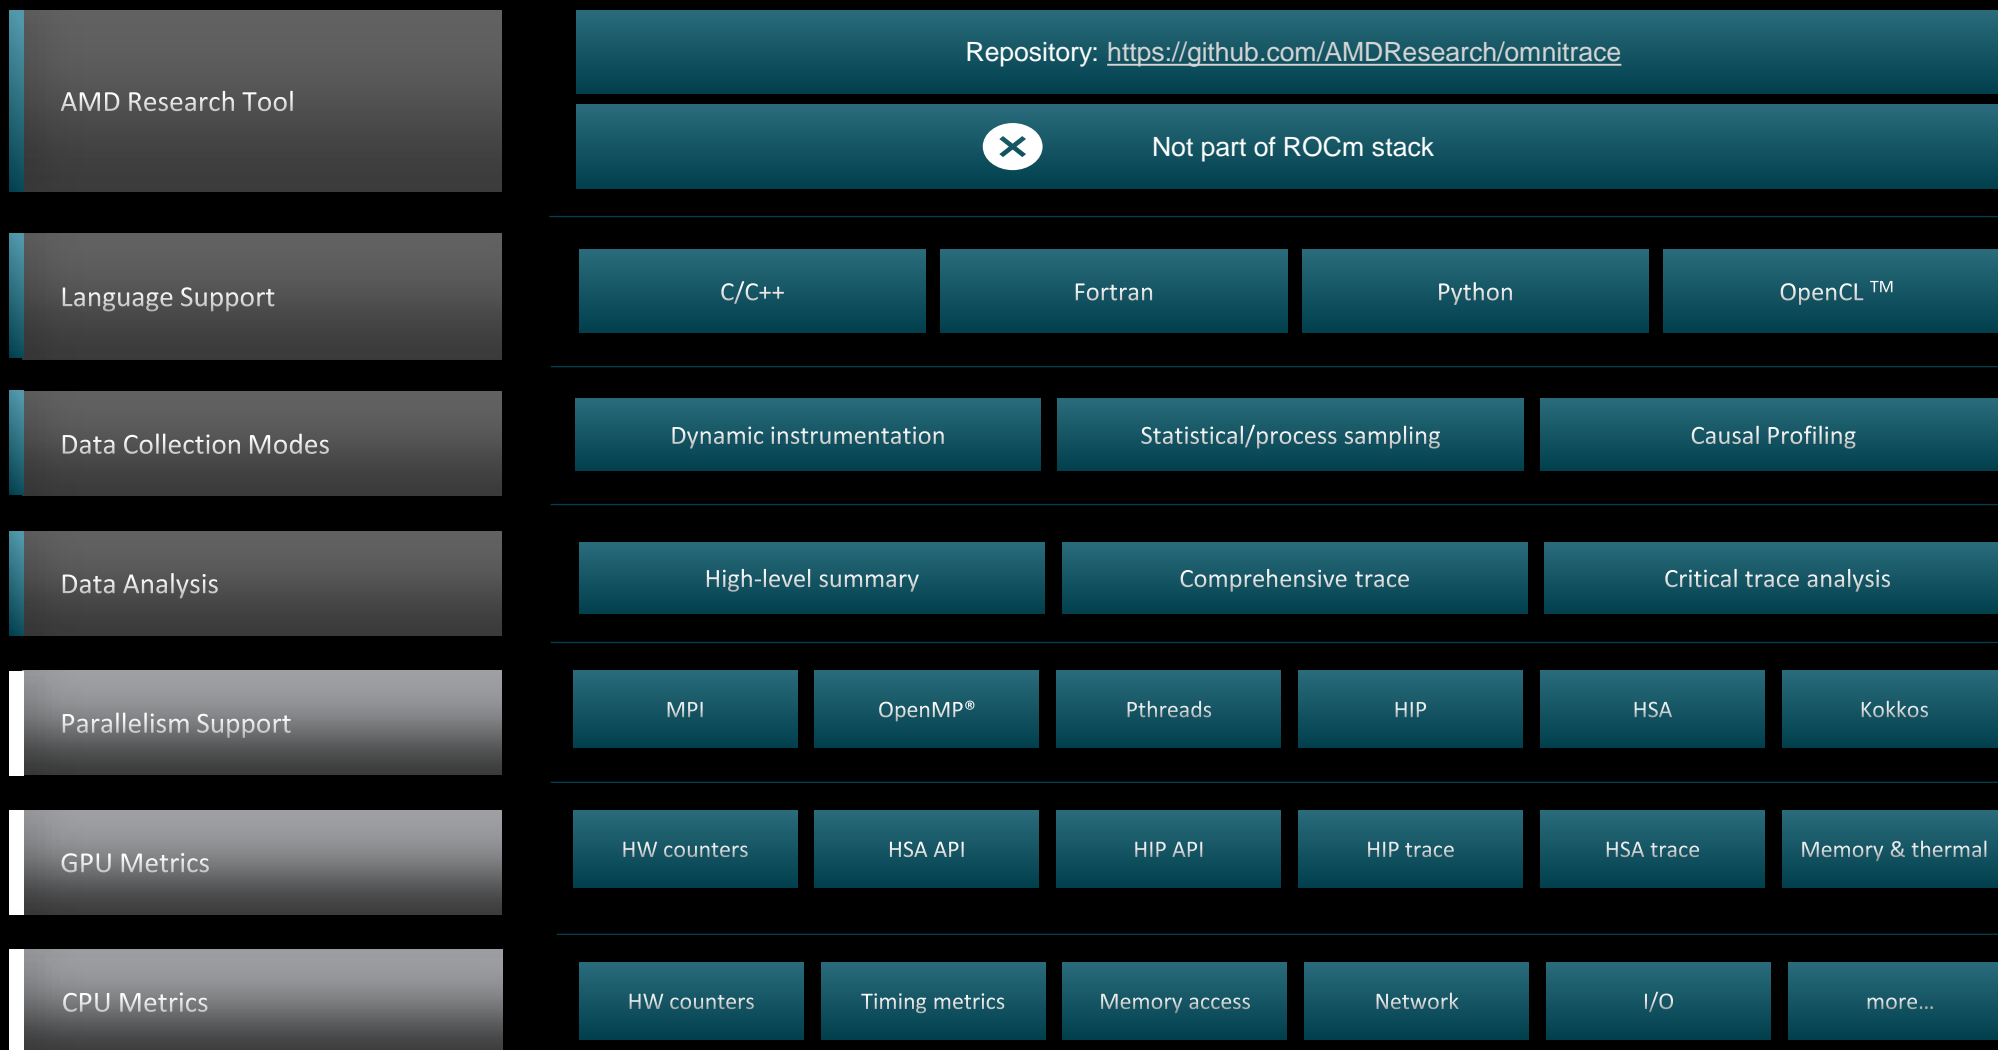 AMD Research Tool
Repository: https://github.com/AMDResearch/omnitrace
Not part of ROCm stack
Language Support
C/C++
Fortran
Python
OpenCL ™
Data Collection Modes
Dynamic instrumentation
Statistical/process sampling
Causal Profiling
Data Analysis
High-level summary
Comprehensive trace
Critical trace analysis
Parallelism Support
MPI
OpenMP®
Pthreads
HIP
HSA
Kokkos
GPU Metrics
HW counters
HSA API
HIP API
HIP trace
HSA trace
Memory & thermal
CPU Metrics
HW counters
Timing metrics
Memory access
Network
I/O
more...